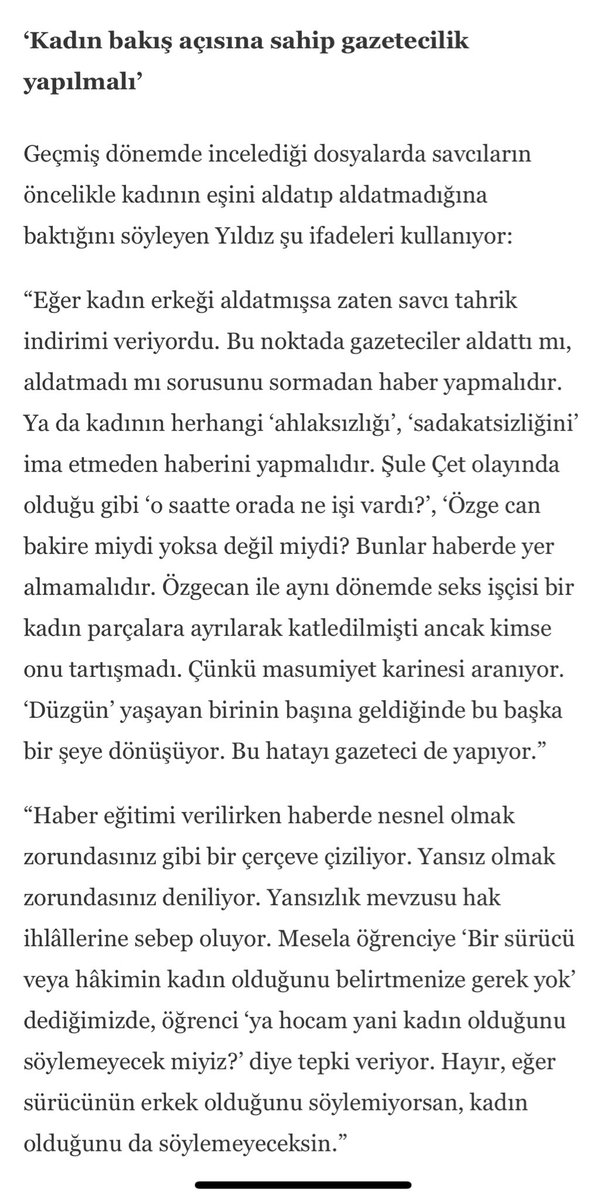 ‘Kadın bakış açısına sahip gazetecilik
yapılmalı’
Geçmiş dönemde incelediği dosyalarda savcıların
öncelikle kadının eşini aldatıp aldatmadığına
baktığını söyleyen Yıldız şu ifadeleri kullanıyor:
“Eğer kadın erkeği aldatmışsa zaten savcı tahrik
indirimi veriyordu. Bu noktada gazeteciler aldattı mı,
aldatmadı mı sorusunu sormadan haber yapmalıdır.
Ya da kadının herhangi ‘ahlaksızlığı’, ‘sadakatsizliğini’
ima etmeden haberini yapmalıdır. Şule Çet olayında
olduğu gibi ‘o saatte orada ne işi vardı?’, ‘Özge can
bakire miydi yoksa değil miydi? Bunlar haberde yer
almamalıdır. Özgecan ile aynı dönemde seks işçisi bir
kadın parçalara ayrılarak katledilmişti ancak kimse
onu tartışmadı. Çünkü masumiyet karinesi aranıyor.
‘Düzgün’ yaşayan birinin başına geldiğinde bu başka
bir şeye dönüşüyor. Bu hatayı gazeteci de yapıyor.”
“Haber eğitimi verilirken haberde nesnel olmak
zorundasınız gibi bir çerçeve çiziliyor. Yansız olmak
zorundasınız deniliyor. Yansızlık mevzusu hak
ihlâllerine sebep oluyor. Mesela öğrenciye ‘Bir sürücü
veya hâkimin kadın olduğunu belirtmenize gerek yok’
dediğimizde, öğrenci ‘ya hocam yani kadın olduğunu
söylemeyecek miyiz?’ diye tepki veriyor. Hayır, eğer
sürücünün erkek olduğunu söylemiyorsan, kadın
olduğunu da söylemeyeceksin.”